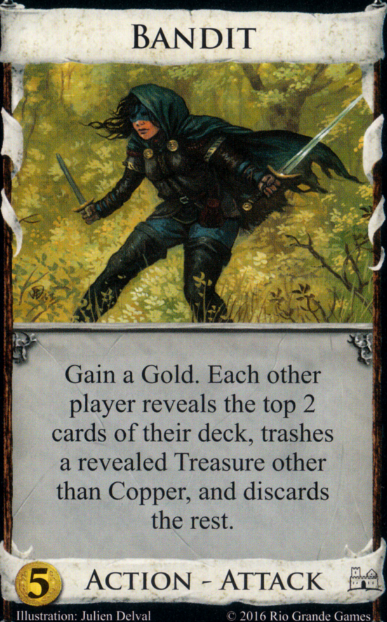 BANDIT
Gain a Gold. Each other
player reveals the top 2
cards of their deck, trashes
a revealed Treasure other
than Copper, and discards
the rest.
5 ACTION - ATTACK
Illustration: Julien Delval © 2016 Rio Grande Games